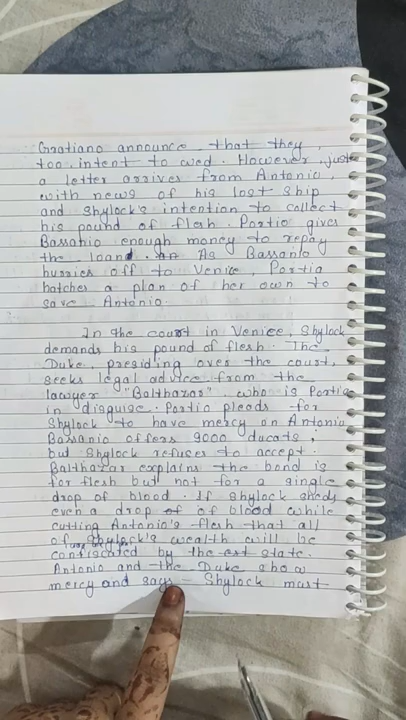 Gratiano announce that they
too, intent to wed. However, just
a letter arrives from Antonio
with news of his lost ship
and Shylock's intention to collect
his pound of flesh. Portio gives
Bassanio enough money to repay
the loand. As Bassanio
hurries off to Venice, Portia
hatches a plan of her own to
save Antonio.
In the court in Venice, Shylock
demands his pound of flesh. The
Duke, presiding over the court,
seeks legal advice from the
lawyer "Balthazar", who is Portia
in disguise. Portia pleads for
Shylock to have mercy on Antonio
Bassanio offers 9000 ducats,
but Shylock refuses to accept.
Balthazar explains the bond is
for flesh but not for a single
drop of blood. If Shylock sheds
even a drop of of blood while
cutting Antonio's flesh that all
of Shylock's wealth will be
confiscated by the state.
Antonio and the Duke show
mercy and says - Shylock must